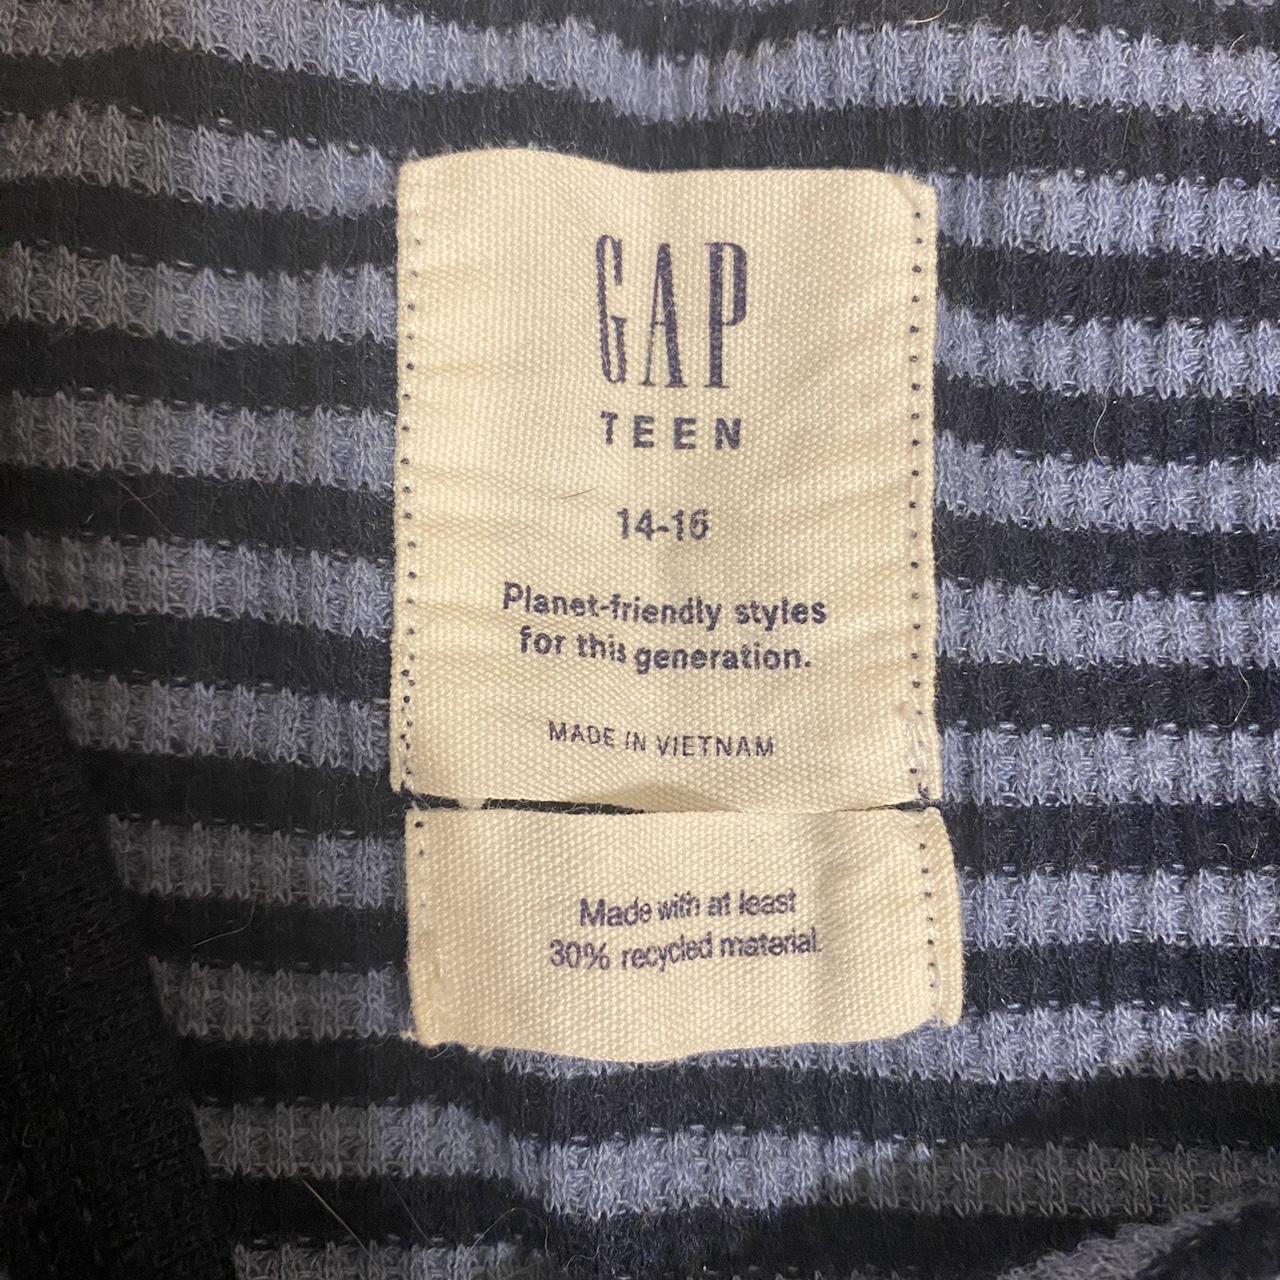 GAP
TEEN
14-16
Planet-friendly styles
for this generation.
MADE IN VIETNAM
Made with at least
30% recycled material.